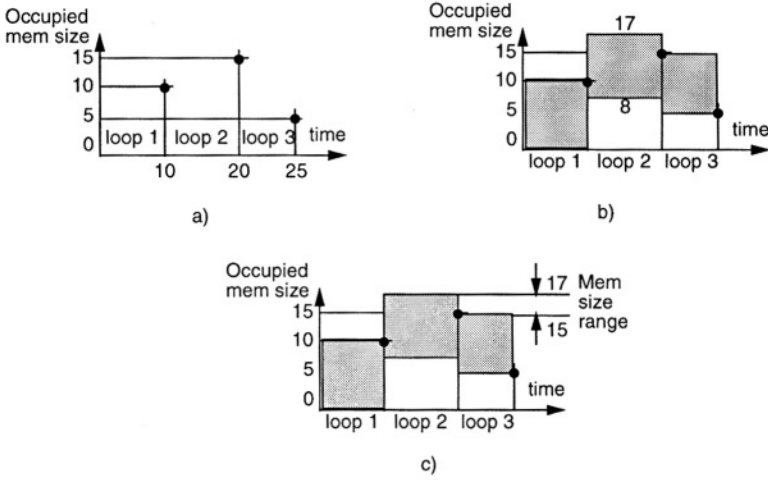 Occupied
mem size
15
10
5
0
loop 1 loop 2 loop 3 time
10 20 25
a)
Occupied
mem size
17
15
10
5
8
0
time
loop 1 loop 2 loop 3
b)
Occupied
mem size
17 Mem
size
range
15
15
10
5
0
time
loop 1 loop 2 loop 3
c)